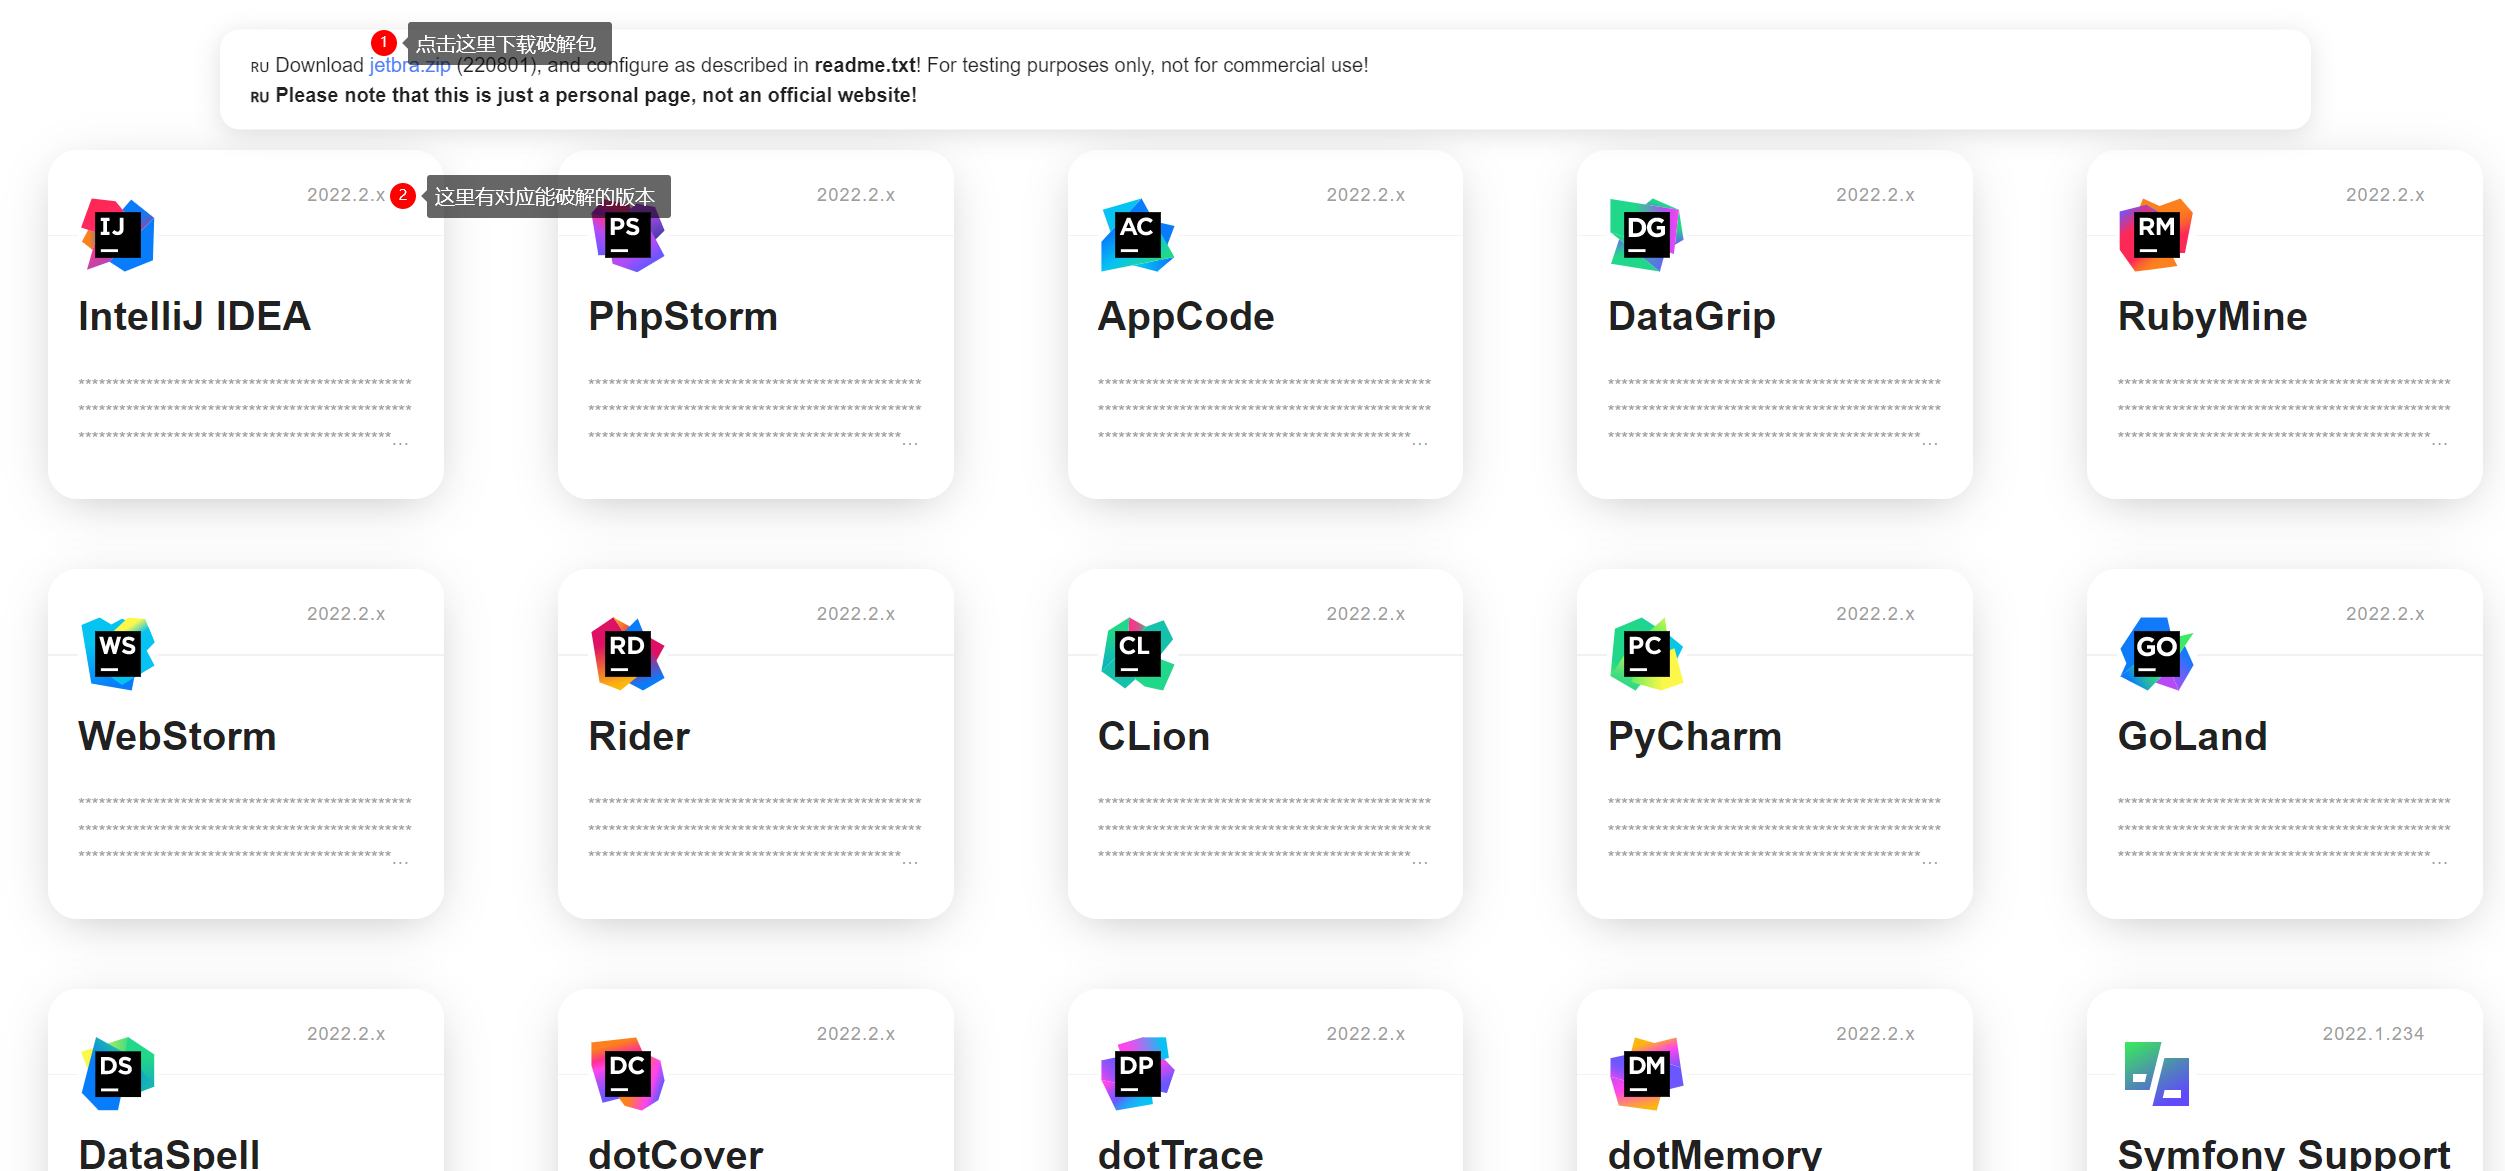 1 点击这里下载破解包
RU Download jetbra.zip (220801), and configure as described in readme.txt! For testing purposes only, not for commercial use!
RU Please note that this is just a personal page, not an official website!
2022.2.x 2 这里有对应能破解的版本
IJ
IntelliJ IDEA
*************************************************
*************************************************
**********************************************...
2022.2.x
PS
PhpStorm
*************************************************
*************************************************
**********************************************...
2022.2.x
AC
AppCode
*************************************************
*************************************************
**********************************************...
2022.2.x
DG
DataGrip
*************************************************
*************************************************
**********************************************...
2022.2.x
RM
RubyMine
*************************************************
*************************************************
**********************************************...
2022.2.x
WS
WebStorm
*************************************************
*************************************************
**********************************************...
2022.2.x
RD
Rider
*************************************************
*************************************************
**********************************************...
2022.2.x
CL
CLion
*************************************************
*************************************************
**********************************************...
2022.2.x
PC
PyCharm
*************************************************
*************************************************
**********************************************...
2022.2.x
GO
GoLand
*************************************************
*************************************************
**********************************************...
2022.2.x
DS
DataSpell
2022.2.x
DC
dotCover
2022.2.x
DP
dotTrace
2022.2.x
DM
dotMemory
2022.1.234
Symfony Support